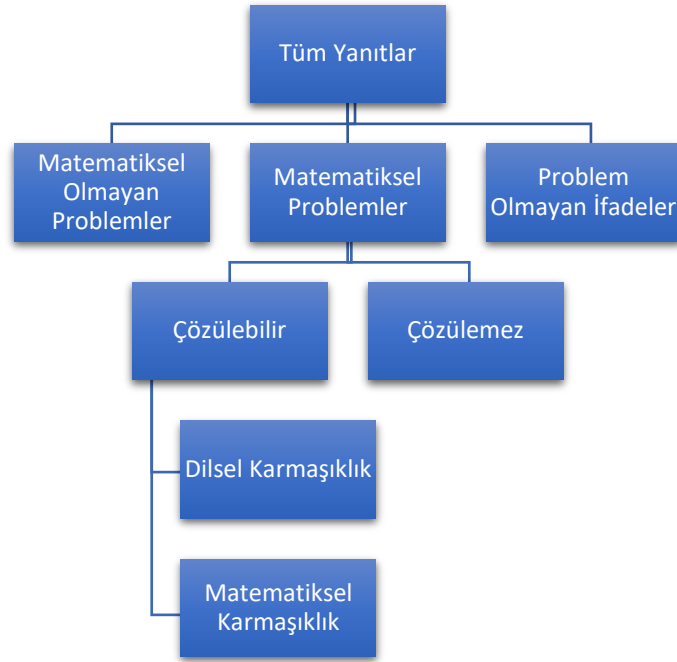 Tüm Yanıtlar
Matematiksel
Olmayan
Problemler
Matematiksel
Problemler
Problem
Olmayan İfadeler
Çözülebilir
Çözülemez
Dilsel Karmaşıklık
Matematiksel
Karmaşıklık